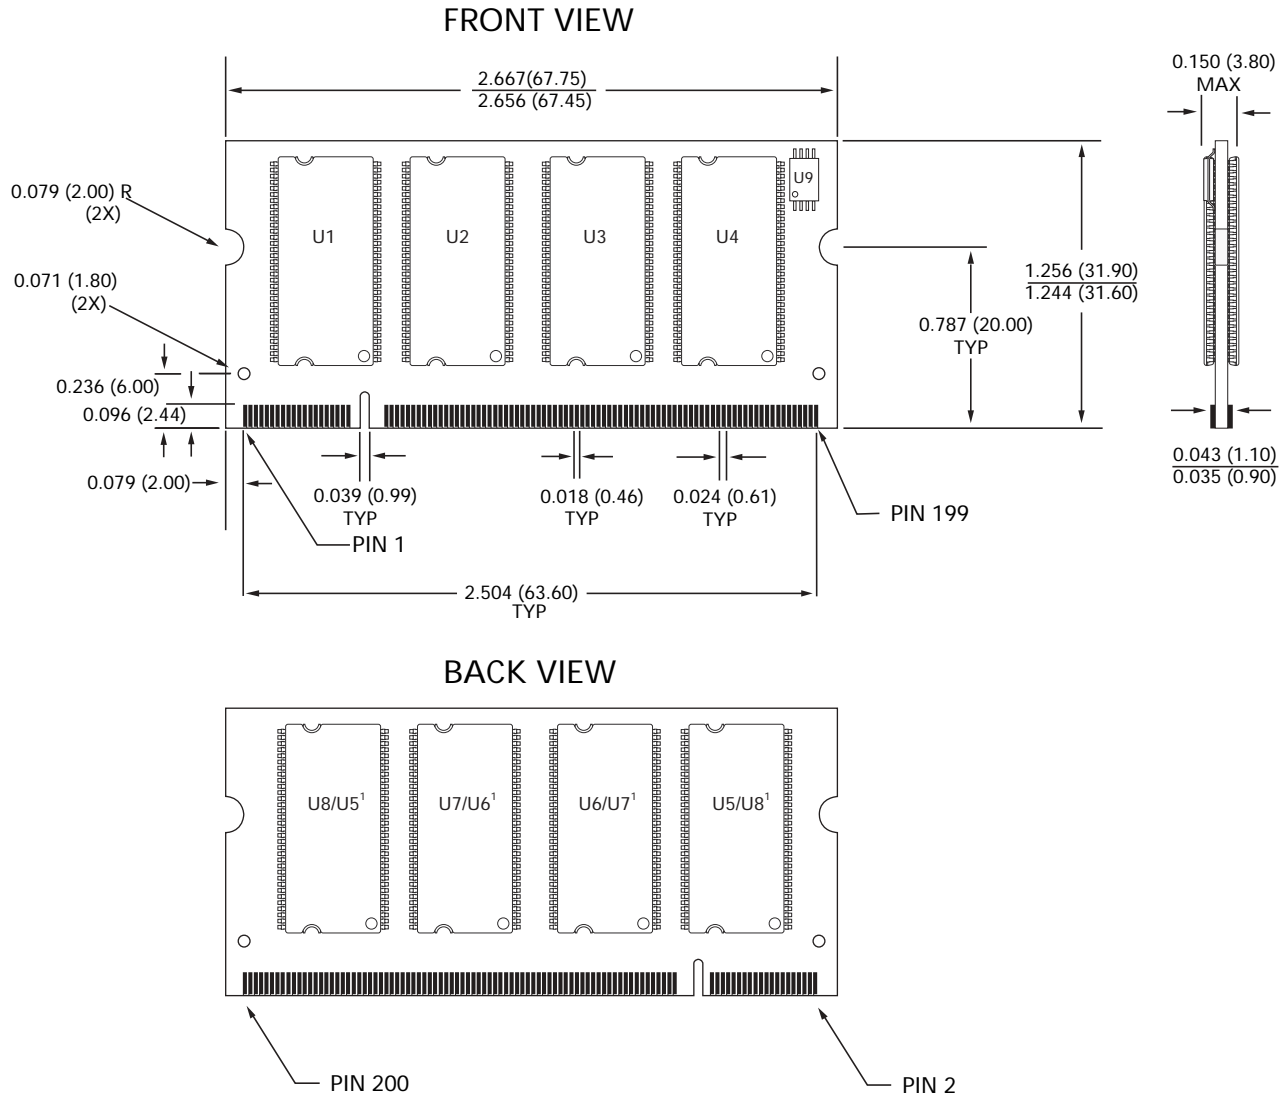 FRONT VIEW
2.667(67.75)
2.656 (67.45)
0.150 (3.80)
MAX
0.079 (2.00) R
(2X)
U1
U2
U3
U4
U9
0.071 (1.80)
(2X)
1.256 (31.90)
1.244 (31.60)
0.787 (20.00)
TYP
0.236 (6.00)
0.096 (2.44)
0.079 (2.00)
0.039 (0.99)
TYP
0.018 (0.46)
TYP
0.024 (0.61)
TYP
0.043 (1.10)
0.035 (0.90)
PIN 199
PIN 1
2.504 (63.60)
TYP
BACK VIEW
U8/U5¹
U7/U6¹
U6/U7¹
U5/U8¹
PIN 200
PIN 2